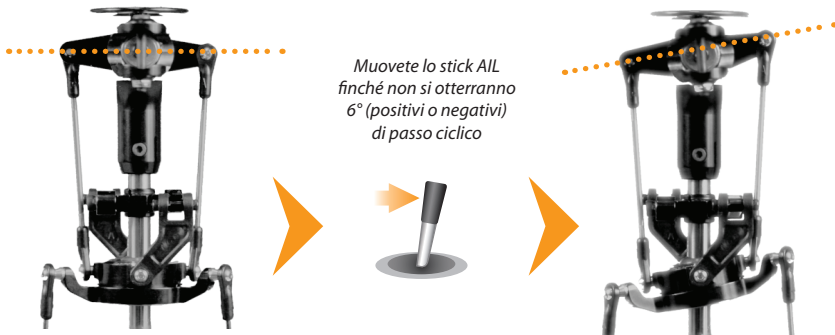 Muovete lo stick AIL
finché non si otterranno
6° (positivi o negativi)
di passo ciclico